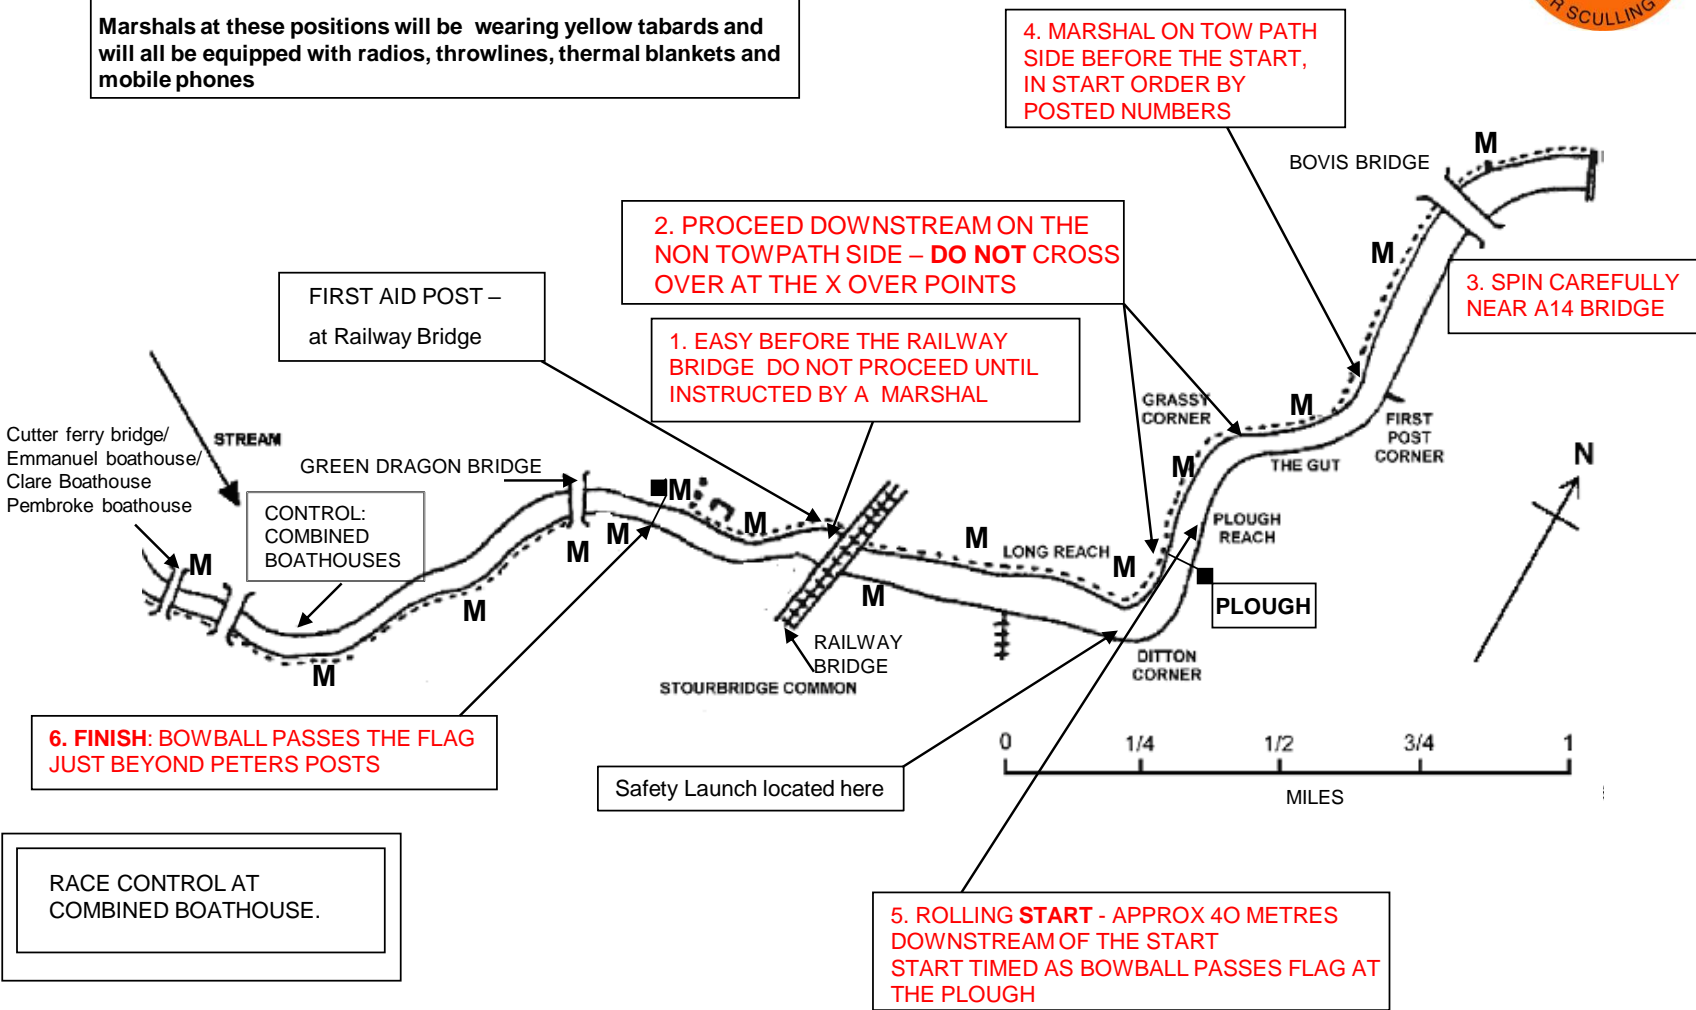 Marshals at these positions will be wearing yellow tabards and
will all be equipped with radios, throwlines, thermal blankets and
mobile phones
R SCULLING
4. MARSHAL ON TOW PATH
SIDE BEFORE THE START,
IN START ORDER BY
POSTED NUMBERS
BOVIS BRIDGE
M
2. PROCEED DOWNSTREAM ON THE
NON TOWPATH SIDE – DO NOT CROSS
OVER AT THE X OVER POINTS
M
3. SPIN CAREFULLY
NEAR A14 BRIDGE
FIRST AID POST –
at Railway Bridge
1. EASY BEFORE THE RAILWAY
BRIDGE DO NOT PROCEED UNTIL
INSTRUCTED BY A MARSHAL
GRASSY
CORNER
M
FIRST
POST
CORNER
THE GUT
M
N
Cutter ferry bridge/
Emmanuel boathouse/
Clare Boathouse
Pembroke boathouse
STREAM
GREEN DRAGON BRIDGE
CONTROL:
COMBINED
BOATHOUSES
M
M
M
M
M
M
LONG REACH
M
PLOUGH
REACH
M
M
M
M
PLOUGH
RAILWAY
BRIDGE
STOURBRIDGE COMMON
DITTON
CORNER
6. FINISH: BOWBALL PASSES THE FLAG
JUST BEYOND PETERS POSTS
Safety Launch located here
0 1/4 1/2 3/4 1
MILES
RACE CONTROL AT
COMBINED BOATHOUSE.
5. ROLLING START - APPROX 4O METRES
DOWNSTREAM OF THE START
START TIMED AS BOWBALL PASSES FLAG AT
THE PLOUGH